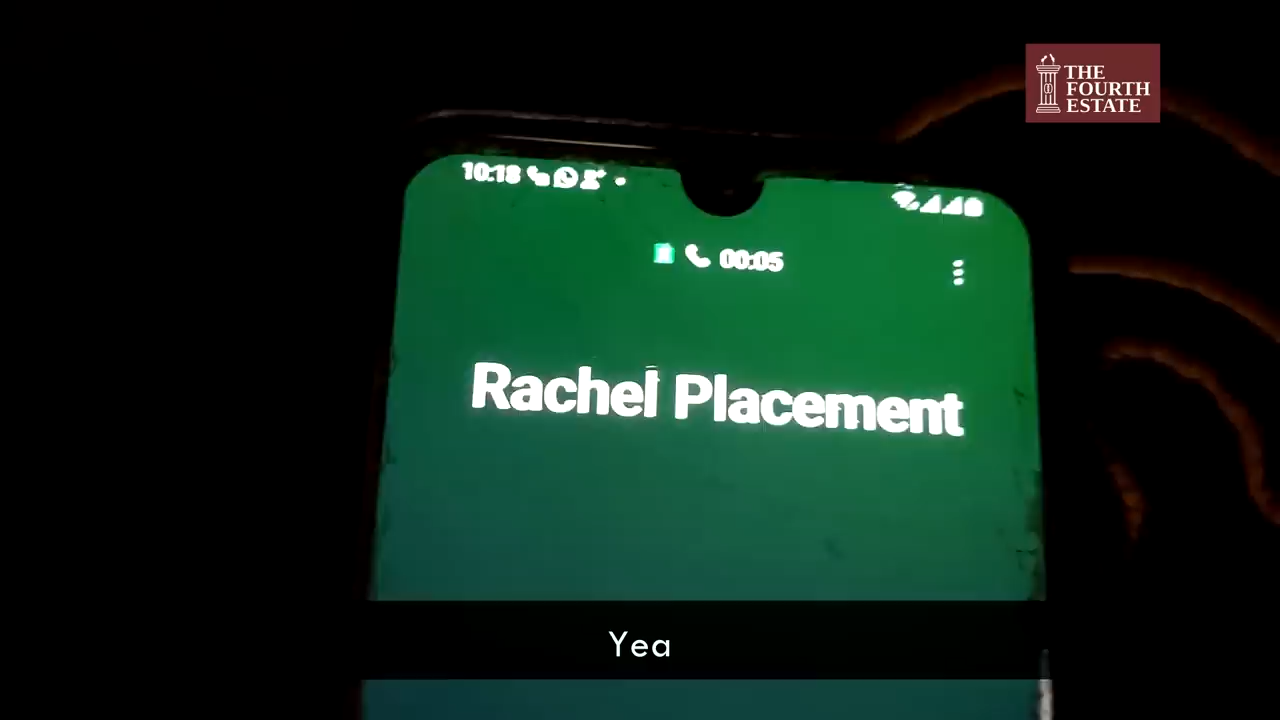 THE
FOURTH
ESTATE
10:18
00:05
Rachel Placement
Yea